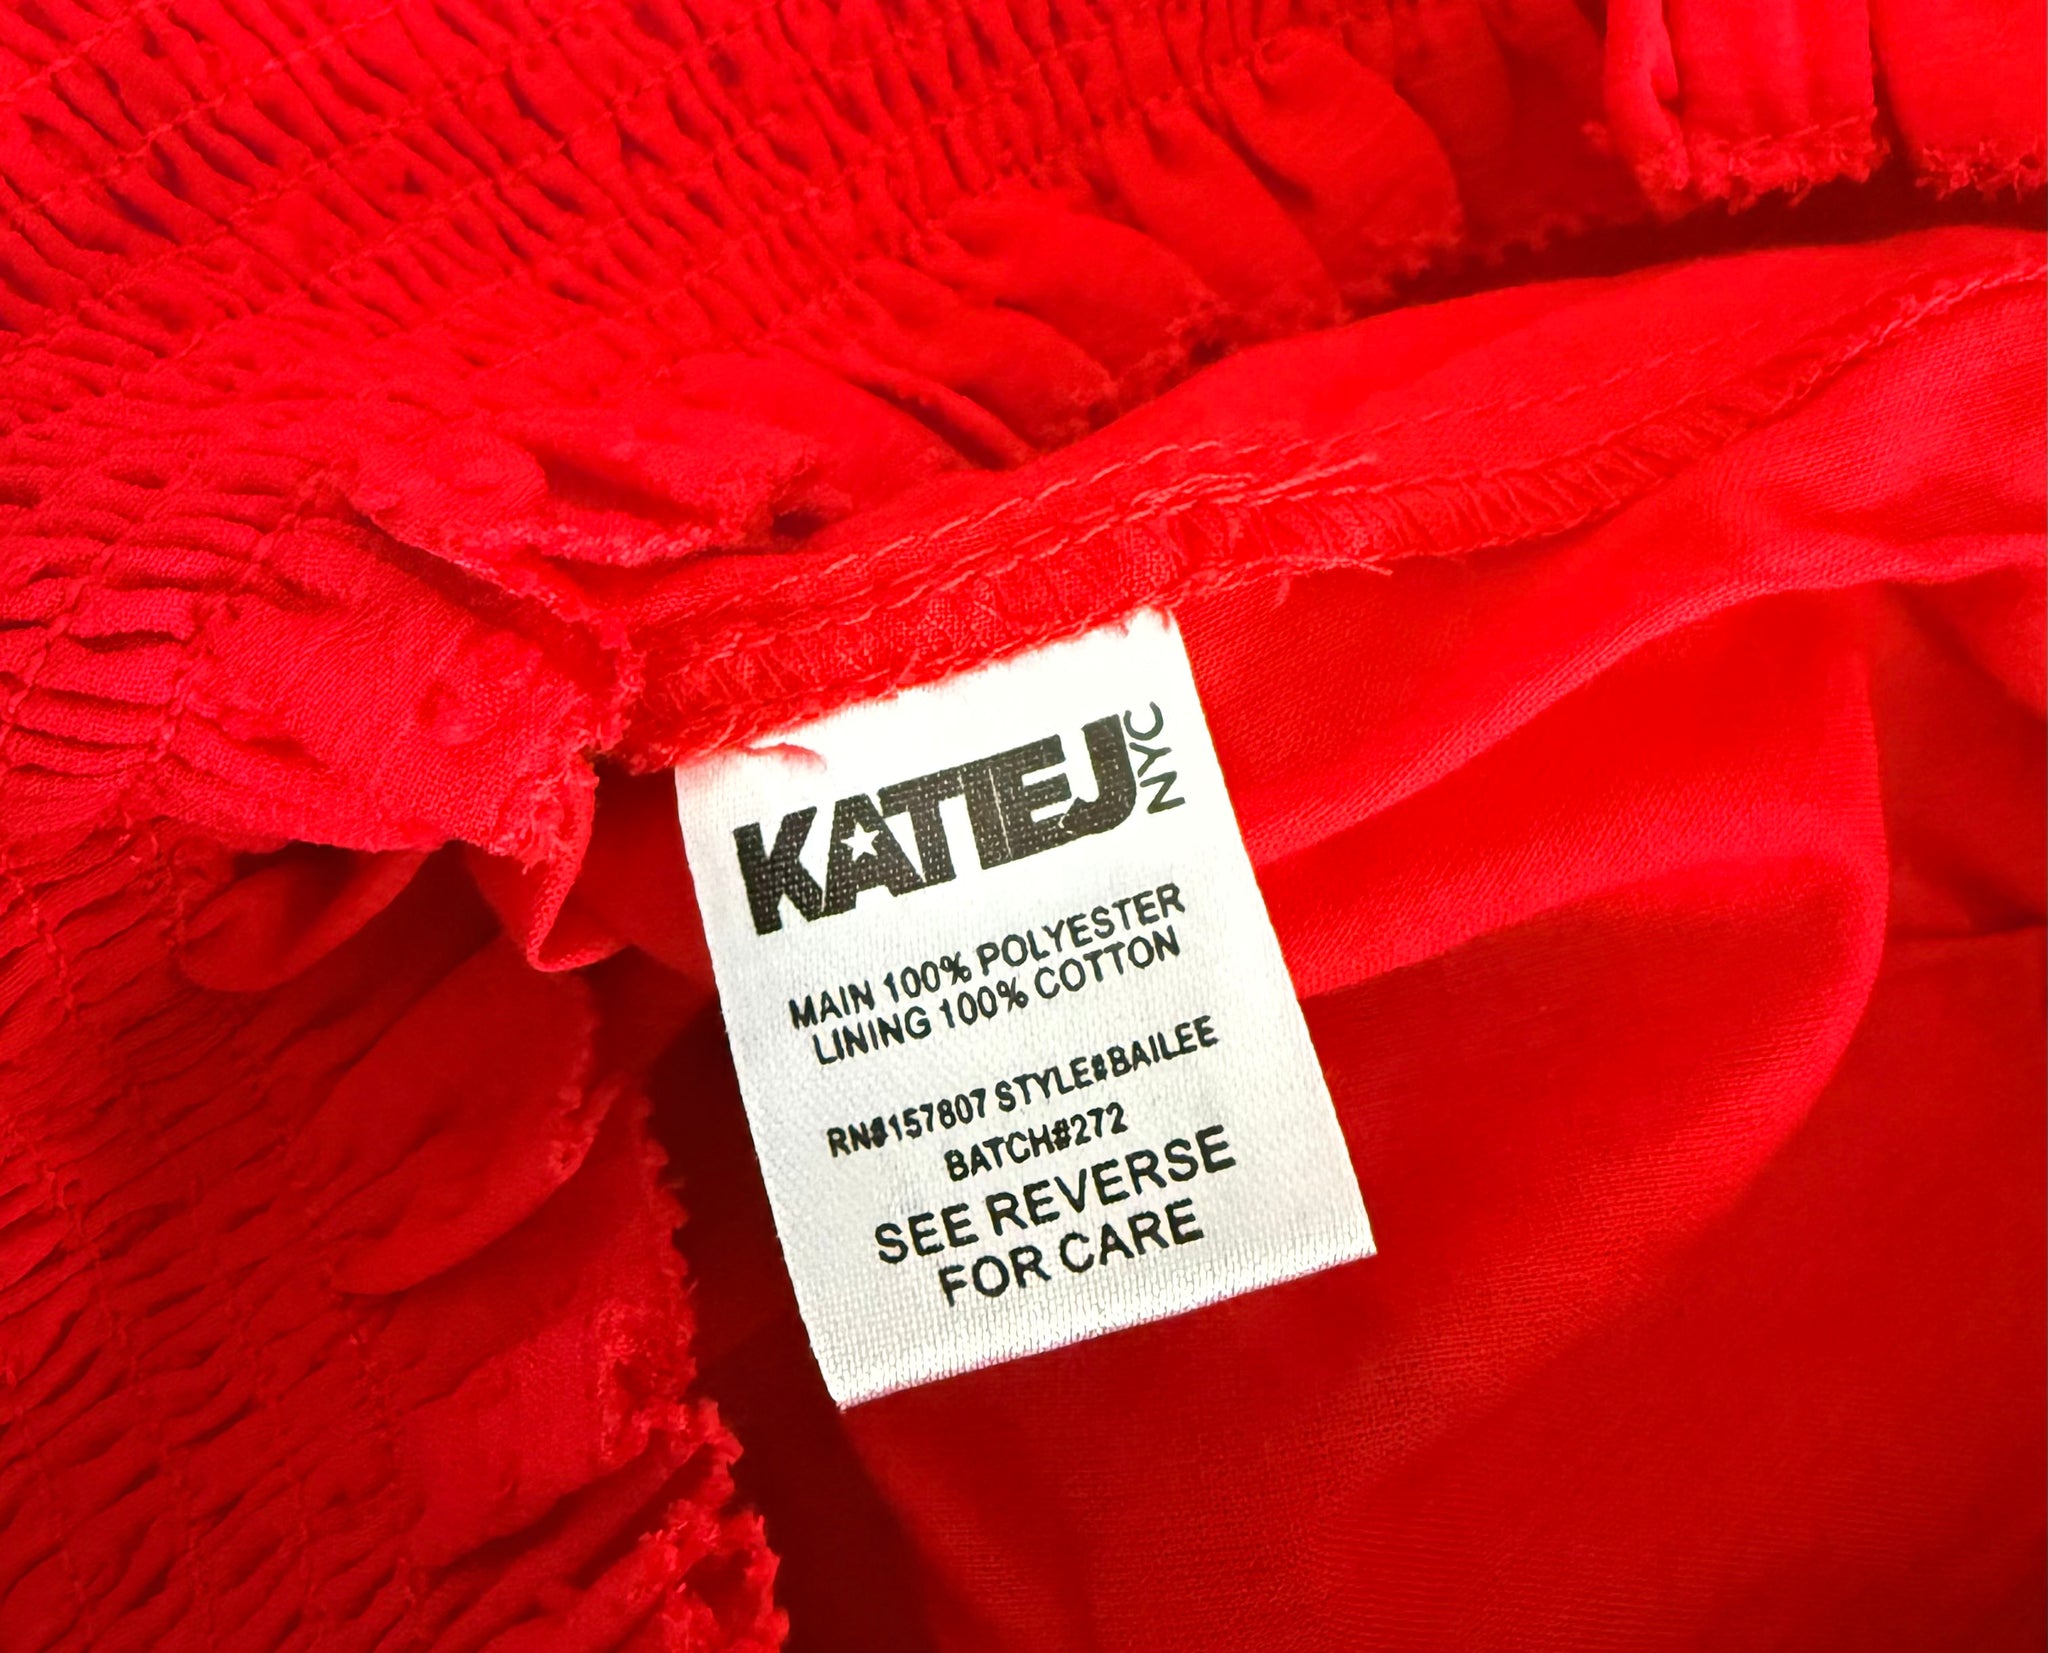 KATIEJ NYC
MAIN 100% POLYESTER
LINING 100% COTTON
RN#157807 STYLE#BAILEE
BATCH#272
SEE REVERSE
FOR CARE